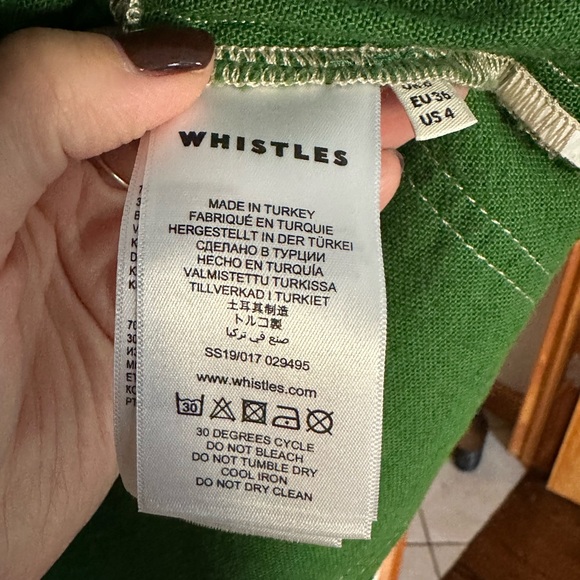 EU 36
US 4
WHISTLES
MADE IN TURKEY
FABRIQUÉ EN TURQUIE
HERGESTELLT IN DER TÜRKEI
СДЕЛАНО В ТУРЦИИ
HECHO EN TURQUÍA
VALMISTETTU TURKISSA
TILLVERKAD I TURKIET
土耳其制造
トルコ製
صنع في تركيا
SS19/017 029495
www.whistles.com
30
30 DEGREES CYCLE
DO NOT BLEACH
DO NOT TUMBLE DRY
COOL IRON
DO NOT DRY CLEAN